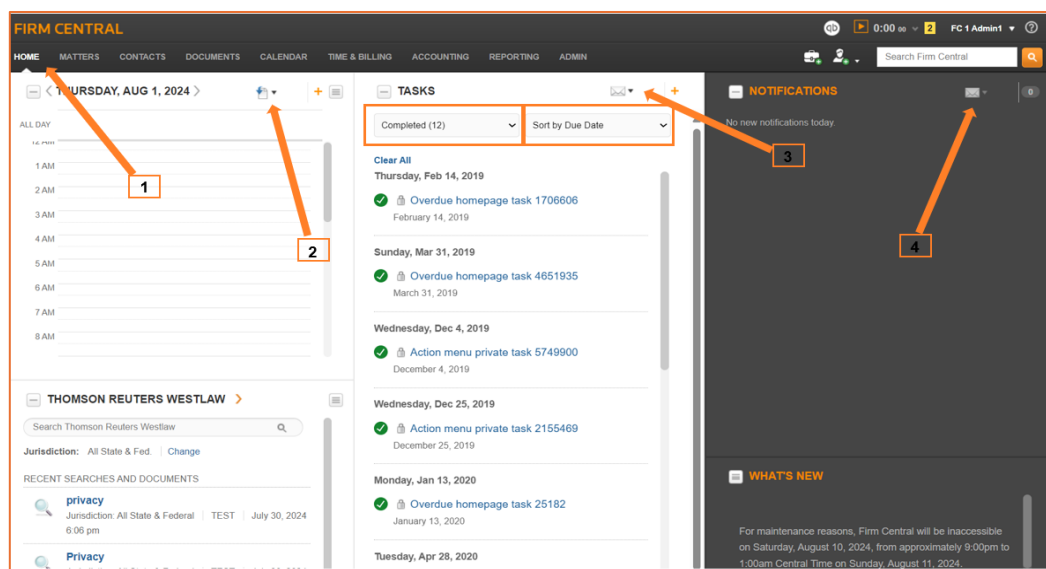 FIRM CENTRAL
qb 0:00 00 2 FC 1 Admin1 ?
HOME MATTERS CONTACTS DOCUMENTS CALENDAR TIME & BILLING ACCOUNTING REPORTING ADMIN
Search Firm Central
THURSDAY, AUG 1, 2024
ALL DAY
12 AM
1 AM
2 AM
3 AM
4 AM
5 AM
6 AM
7 AM
8 AM
1
2
THOMSON REUTERS WESTLAW
Search Thomson Reuters Westlaw
Jurisdiction: All State & Fed. Change
RECENT SEARCHES AND DOCUMENTS
privacy
Jurisdiction: All State & Federal TEST July 30, 2024
6:06 pm
Privacy
TASKS
Completed (12) Sort by Due Date
Clear All
Thursday, Feb 14, 2019
Overdue homepage task 1706606
February 14, 2019
Sunday, Mar 31, 2019
Overdue homepage task 4651935
March 31, 2019
Wednesday, Dec 4, 2019
Action menu private task 5749900
December 4, 2019
Wednesday, Dec 25, 2019
Action menu private task 2155469
December 25, 2019
Monday, Jan 13, 2020
Overdue homepage task 25182
January 13, 2020
Tuesday, Apr 28, 2020
3
NOTIFICATIONS
0
No new notifications today.
4
WHAT'S NEW
For maintenance reasons, Firm Central will be inaccessible
on Saturday, August 10, 2024, from approximately 9:00pm to
1:00am Central Time on Sunday, August 11, 2024.